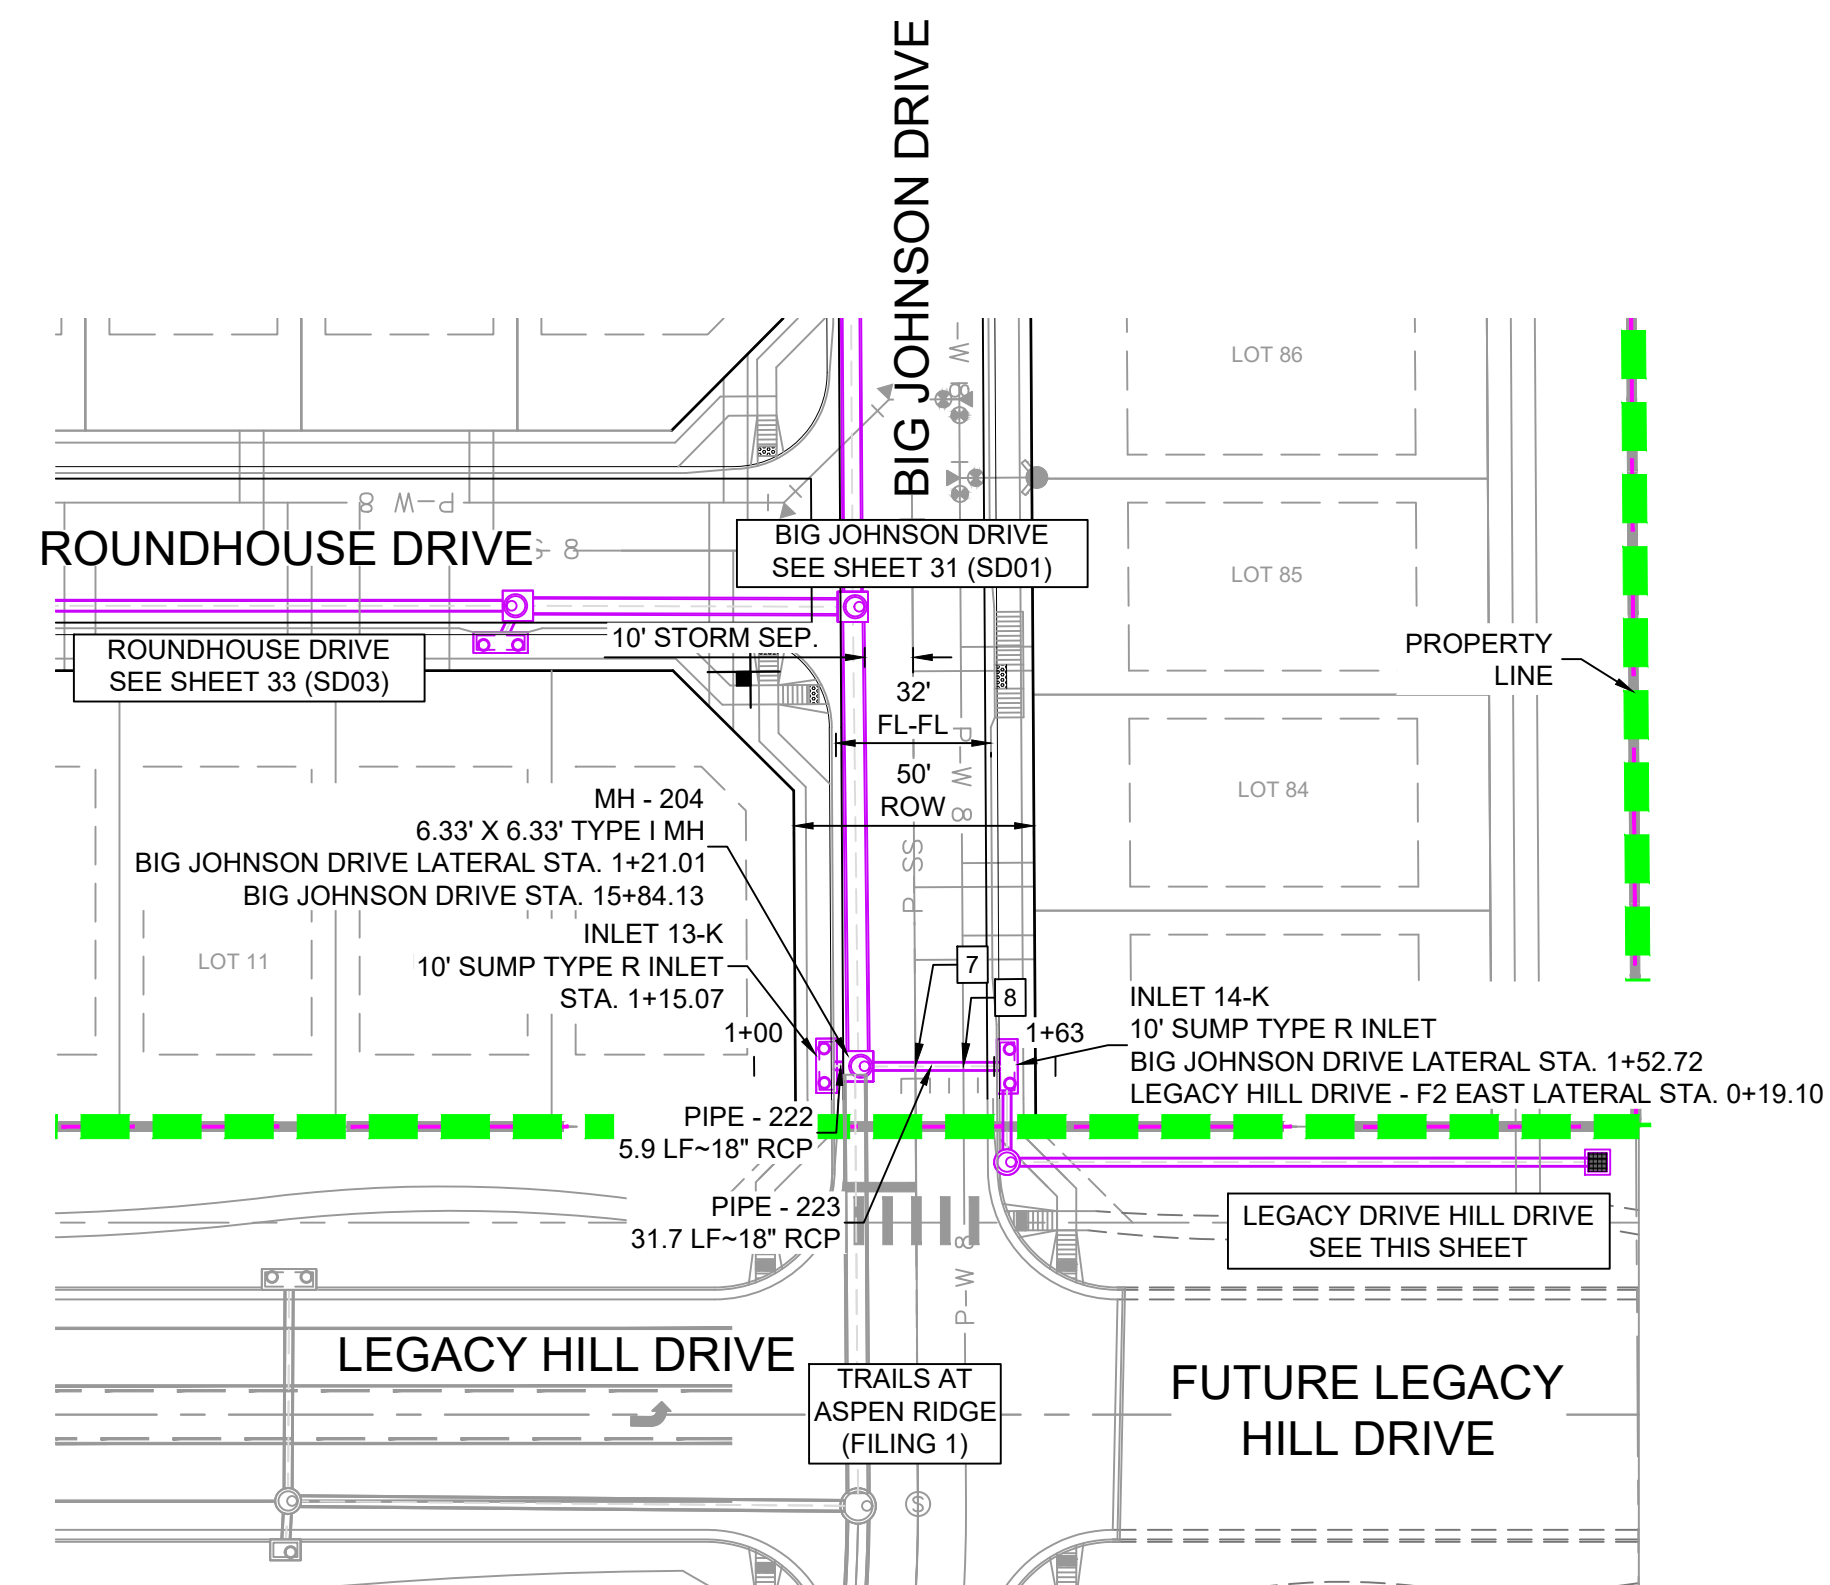 BIG JOHNSON DRIVE
W 8
LOT 86
P-W 8
ROUNDHOUSE DRIVE
8
BIG JOHNSON DRIVE
SEE SHEET 31 (SD01)
LOT 85
ROUNDHOUSE DRIVE
SEE SHEET 33 (SD03)
10' STORM SEP.
PROPERTY
LINE
32'
FL-FL
50'
ROW
P-W 8
LOT 84
MH - 204
6.33' X 6.33' TYPE I MH
BIG JOHNSON DRIVE LATERAL STA. 1+21.01
BIG JOHNSON DRIVE STA. 15+84.13
P SS
INLET 13-K
10' SUMP TYPE R INLET
STA. 1+15.07
LOT 11
7
8
1+00
1+63
INLET 14-K
10' SUMP TYPE R INLET
BIG JOHNSON DRIVE LATERAL STA. 1+52.72
LEGACY HILL DRIVE - F2 EAST LATERAL STA. 0+19.10
PIPE - 222
5.9 LF~18" RCP
PIPE - 223
31.7 LF~18" RCP
LEGACY DRIVE HILL DRIVE
SEE THIS SHEET
P-W 8
LEGACY HILL DRIVE
TRAILS AT
ASPEN RIDGE
(FILING 1)
FUTURE LEGACY
HILL DRIVE
S